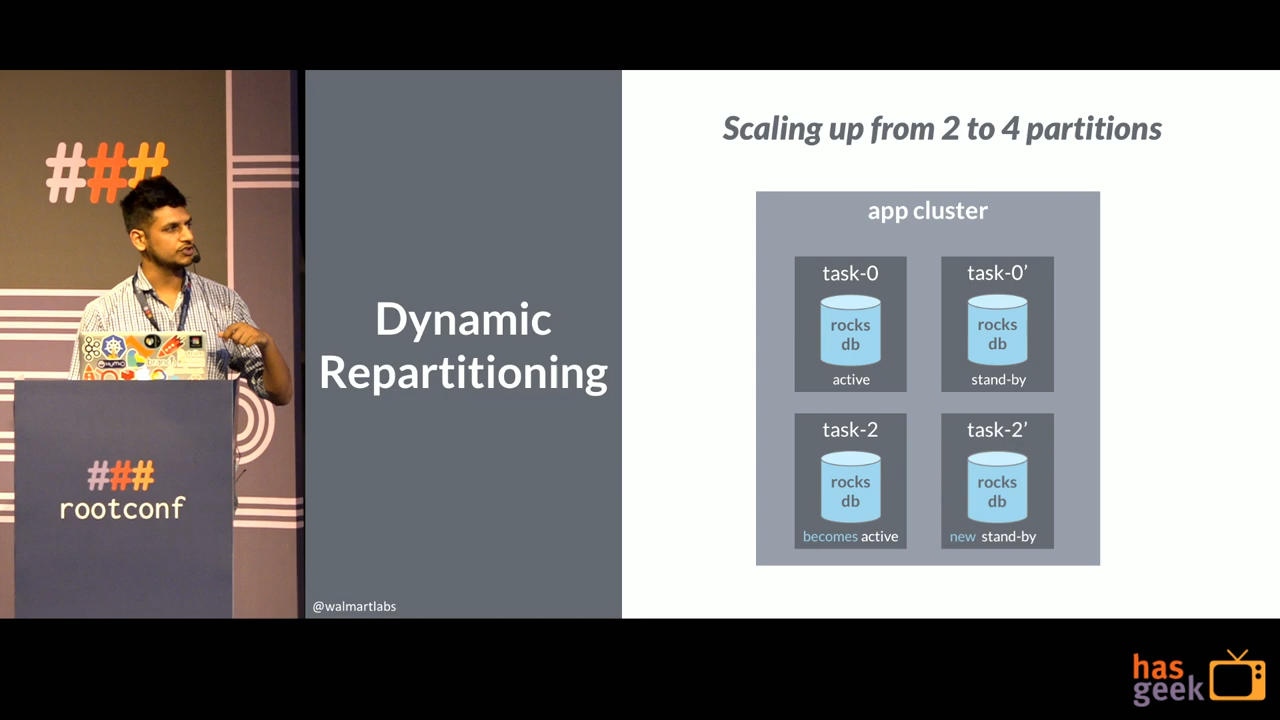 ###
###
rootconf
Dynamic
Repartitioning
@walmartlabs
Scaling up from 2 to 4 partitions
app cluster
task-0
rocks
db
active
task-0’
rocks
db
stand-by
task-2
rocks
db
becomes active
task-2’
rocks
db
new stand-by
has
geek